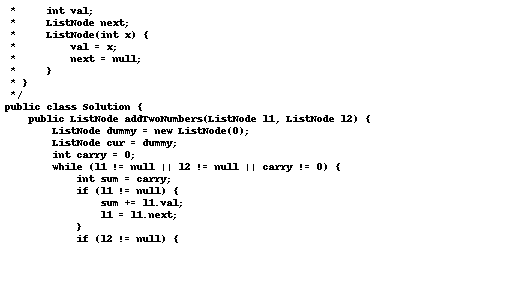 *     int val;
 *     ListNode next;
 *     ListNode(int x) {
 *         val = x;
 *         next = null;
 *     }
 * }
 */
public class Solution {
    public ListNode addTwoNumbers(ListNode l1, ListNode l2) {
        ListNode dummy = new ListNode(0);
        ListNode cur = dummy;
        int carry = 0;
        while (l1 != null || l2 != null || carry != 0) {
            int sum = carry;
            if (l1 != null) {
                sum += l1.val;
                l1 = l1.next;
            }
            if (l2 != null) {